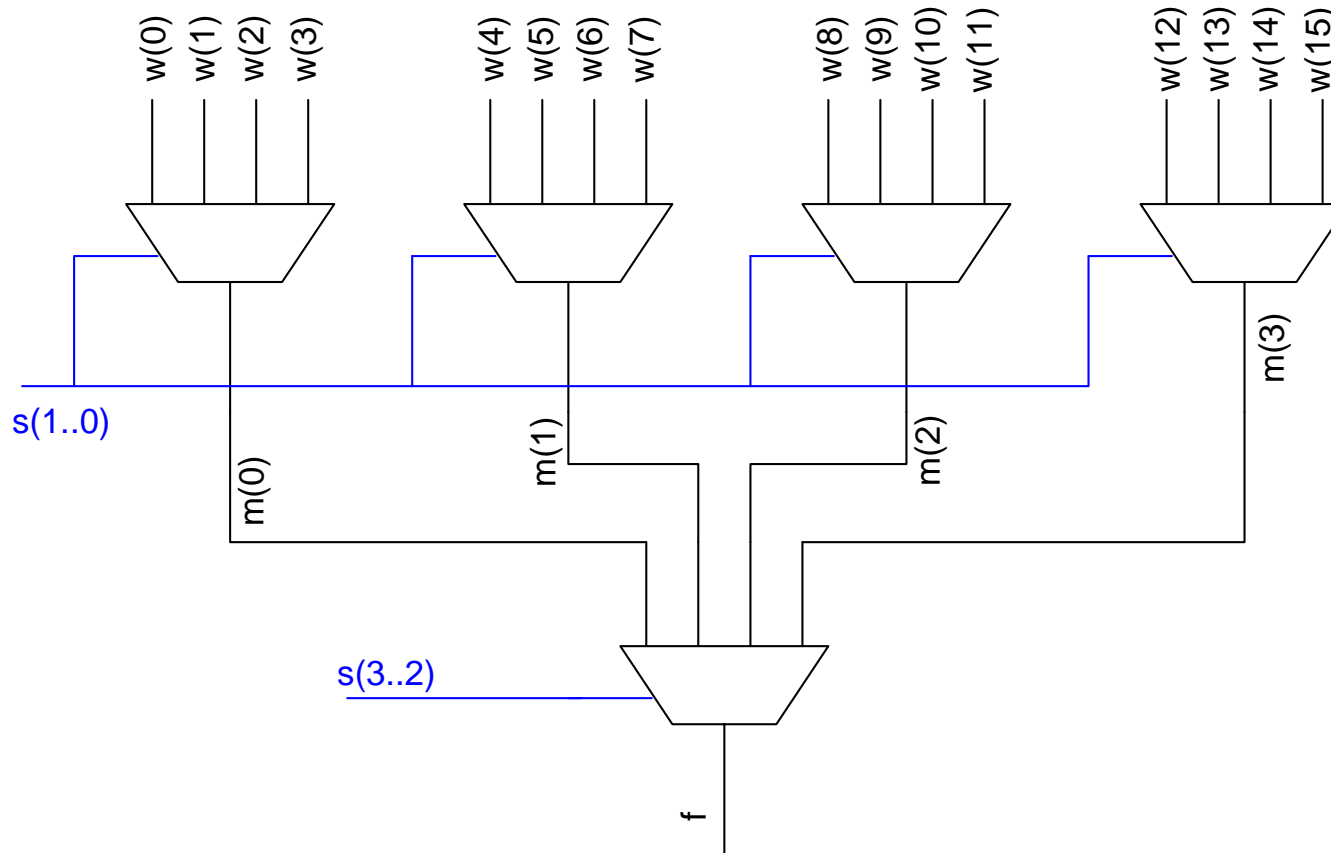 w(0)
w(1)
w(2)
w(3)
w(4)
w(5)
w(6)
w(7)
w(8)
w(9)
w(10)
w(11)
w(12)
w(13)
w(14)
w(15)
m(3)
s(1..0)
m(0)
m(1)
m(2)
s(3..2)
f